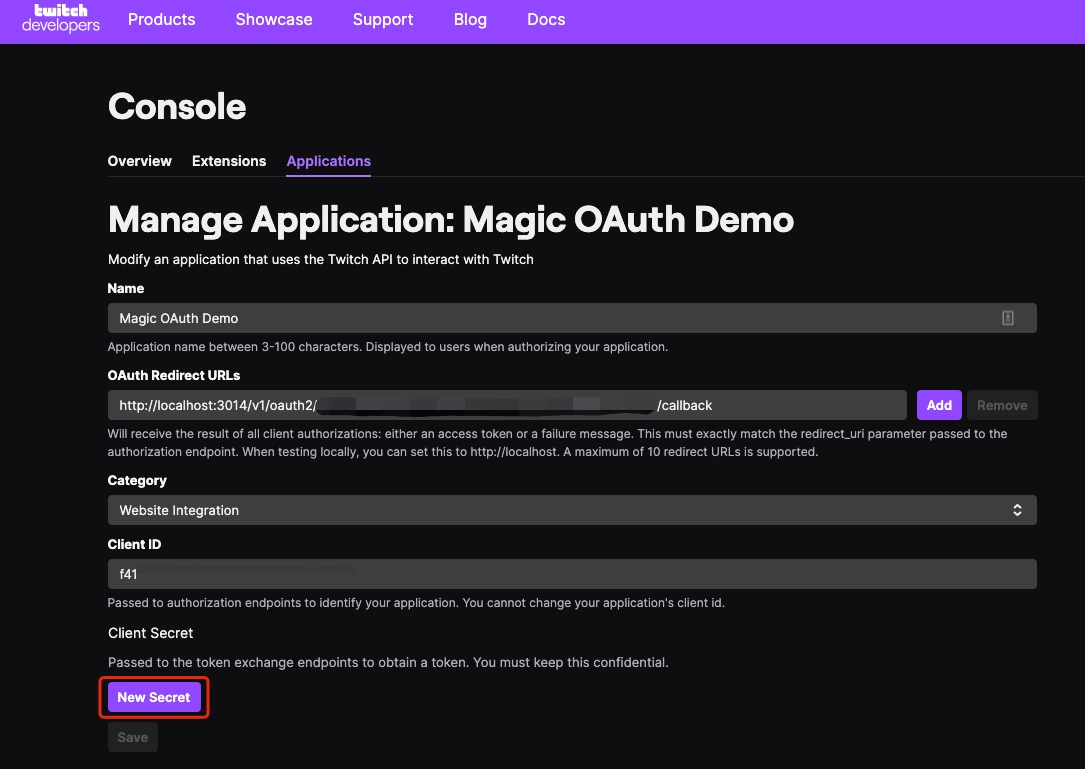 twitch
developers
Products Showcase Support Blog Docs
Console
Overview Extensions Applications
Manage Application: Magic OAuth Demo
Modify an application that uses the Twitch API to interact with Twitch
Name
Magic OAuth Demo
Application name between 3-100 characters. Displayed to users when authorizing your application.
OAuth Redirect URLs
http://localhost:3014/v1/oauth2/ /callback Add Remove
Will receive the result of all client authorizations: either an access token or a failure message. This must exactly match the redirect_uri parameter passed to the
authorization endpoint. When testing locally, you can set this to http://localhost. A maximum of 10 redirect URLs is supported.
Category
Website Integration
Client ID
f41
Passed to authorization endpoints to identify your application. You cannot change your application's client id.
Client Secret
Passed to the token exchange endpoints to obtain a token. You must keep this confidential.
New Secret
Save